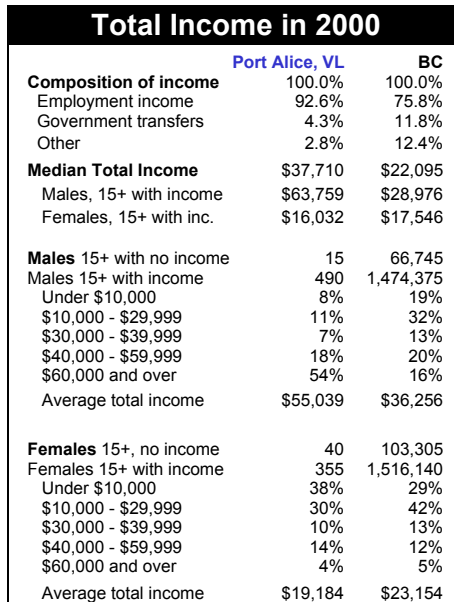 Total Income in 2000
Port Alice, VL BC
Composition of income 100.0% 100.0%
Employment income 92.6% 75.8%
Government transfers 4.3% 11.8%
Other 2.8% 12.4%
Median Total Income $37,710 $22,095
Males, 15+ with income $63,759 $28,976
Females, 15+ with inc. $16,032 $17,546
Males 15+ with no income 15 66,745
Males 15+ with income 490 1,474,375
Under $10,000 8% 19%
$10,000 - $29,999 11% 32%
$30,000 - $39,999 7% 13%
$40,000 - $59,999 18% 20%
$60,000 and over 54% 16%
Average total income $55,039 $36,256
Females 15+, no income 40 103,305
Females 15+ with income 355 1,516,140
Under $10,000 38% 29%
$10,000 - $29,999 30% 42%
$30,000 - $39,999 10% 13%
$40,000 - $59,999 14% 12%
$60,000 and over 4% 5%
Average total income $19,184 $23,154